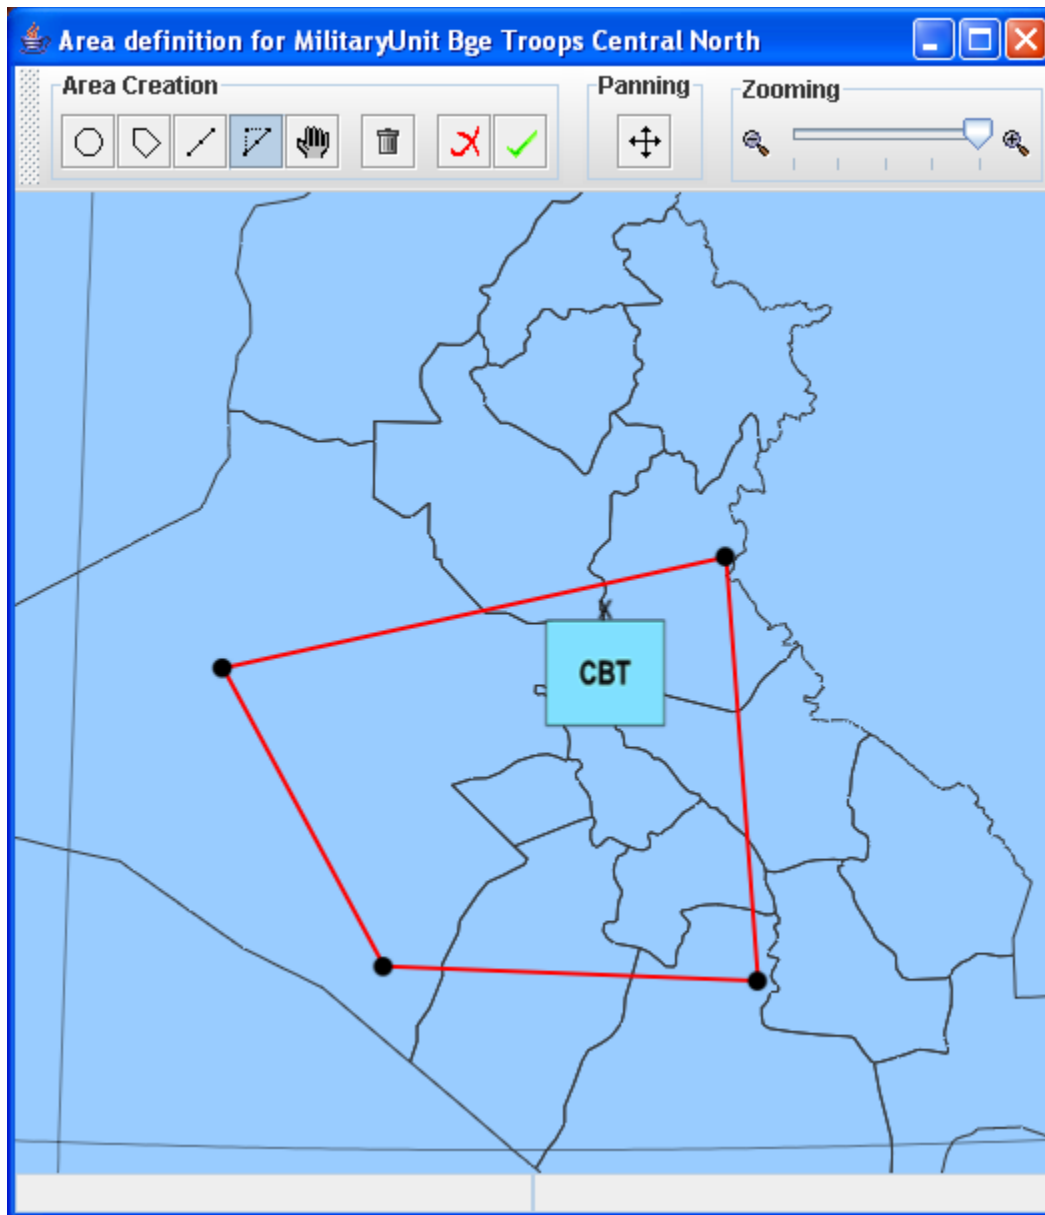 Area definition for MilitaryUnit Bge Troops Central North
Area Creation
Panning
Zooming
K
CBT